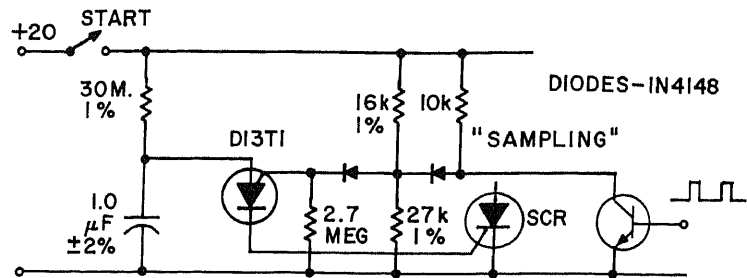 START
+20
30M.
1%
16k
1%
10k
DIODES-IN4148
"SAMPLING"
D13T1
1.0
µF
±2%
2.7
MEG
27k
1%
SCR